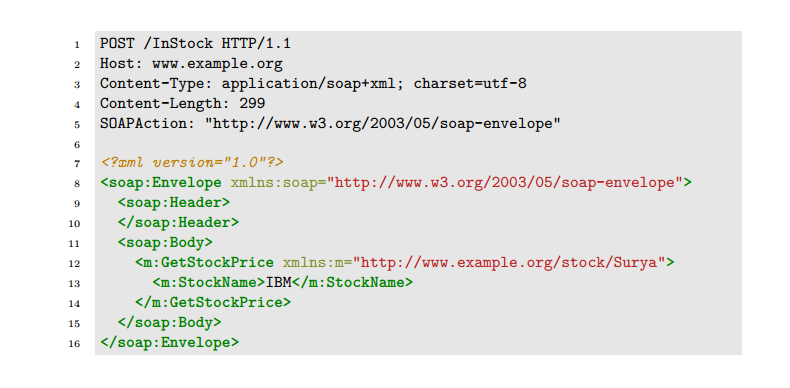 1 POST /InStock HTTP/1.1
2 Host: www.example.org
3 Content-Type: application/soap+xml; charset=utf-8
4 Content-Length: 299
5 SOAPAction: "http://www.w3.org/2003/05/soap-envelope"
6
7 <?xml version="1.0"?>
8 <soap:Envelope xmlns:soap="http://www.w3.org/2003/05/soap-envelope">
9   <soap:Header>
10   </soap:Header>
11   <soap:Body>
12     <m:GetStockPrice xmlns:m="http://www.example.org/stock/Surya">
13       <m:StockName>IBM</m:StockName>
14     </m:GetStockPrice>
15   </soap:Body>
16 </soap:Envelope>